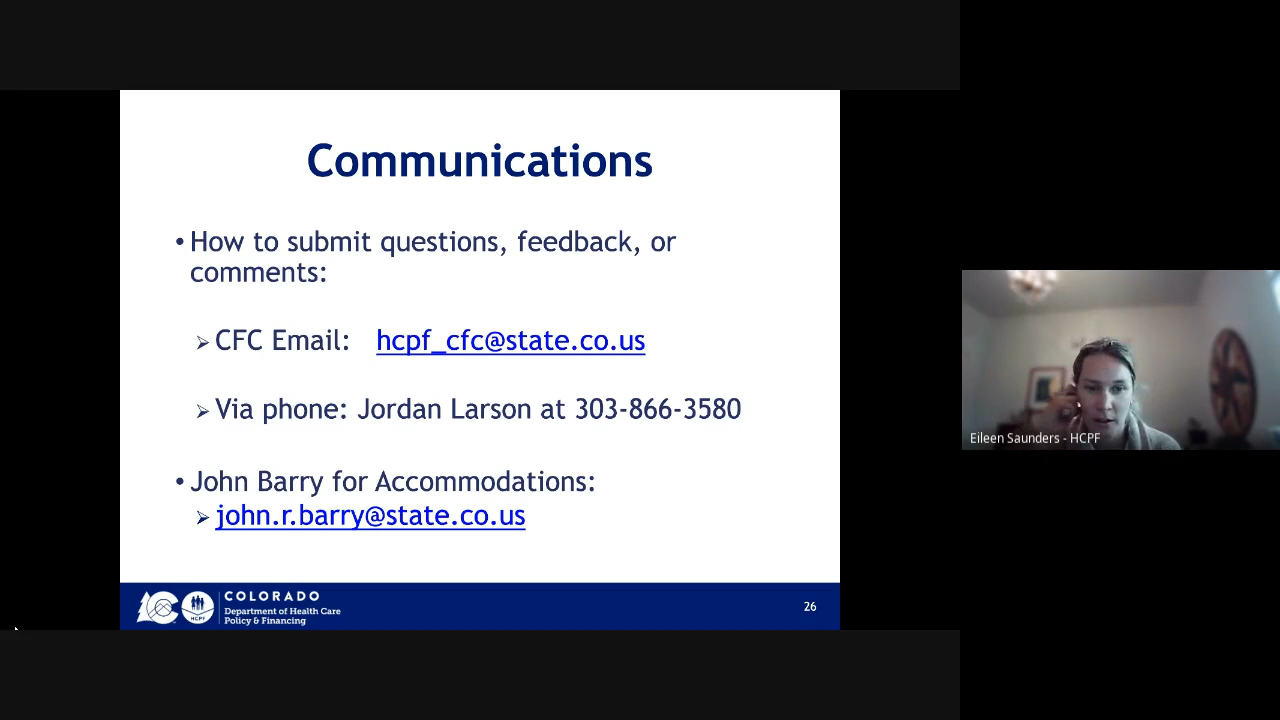 Communications
• How to submit questions, feedback, or
comments:
➢ CFC Email: hcpf_cfc@state.co.us
➢ Via phone: Jordan Larson at 303-866-3580
• John Barry for Accommodations:
➢ john.r.barry@state.co.us
COLORADO
Department of Health Care
Policy & Financing
HCPF
26
Eileen Saunders - HCPF